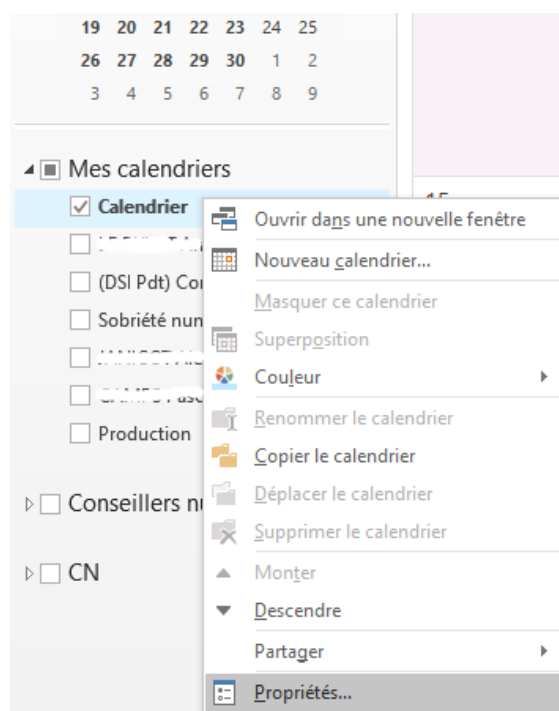 19 20 21 22 23 24 25
26 27 28 29 30 1 2
3 4 5 6 7 8 9
Mes calendriers
Calendrier
(DSI Pdt)
Sobriété
Production
Conseillers
CN
Ouvrir dans une nouvelle fenêtre
Nouveau calendrier...
Masquer ce calendrier
Superposition
Couleur
Renommer le calendrier
Copier le calendrier
Déplacer le calendrier
Supprimer le calendrier
Monter
Descendre
Partager
Propriétés...